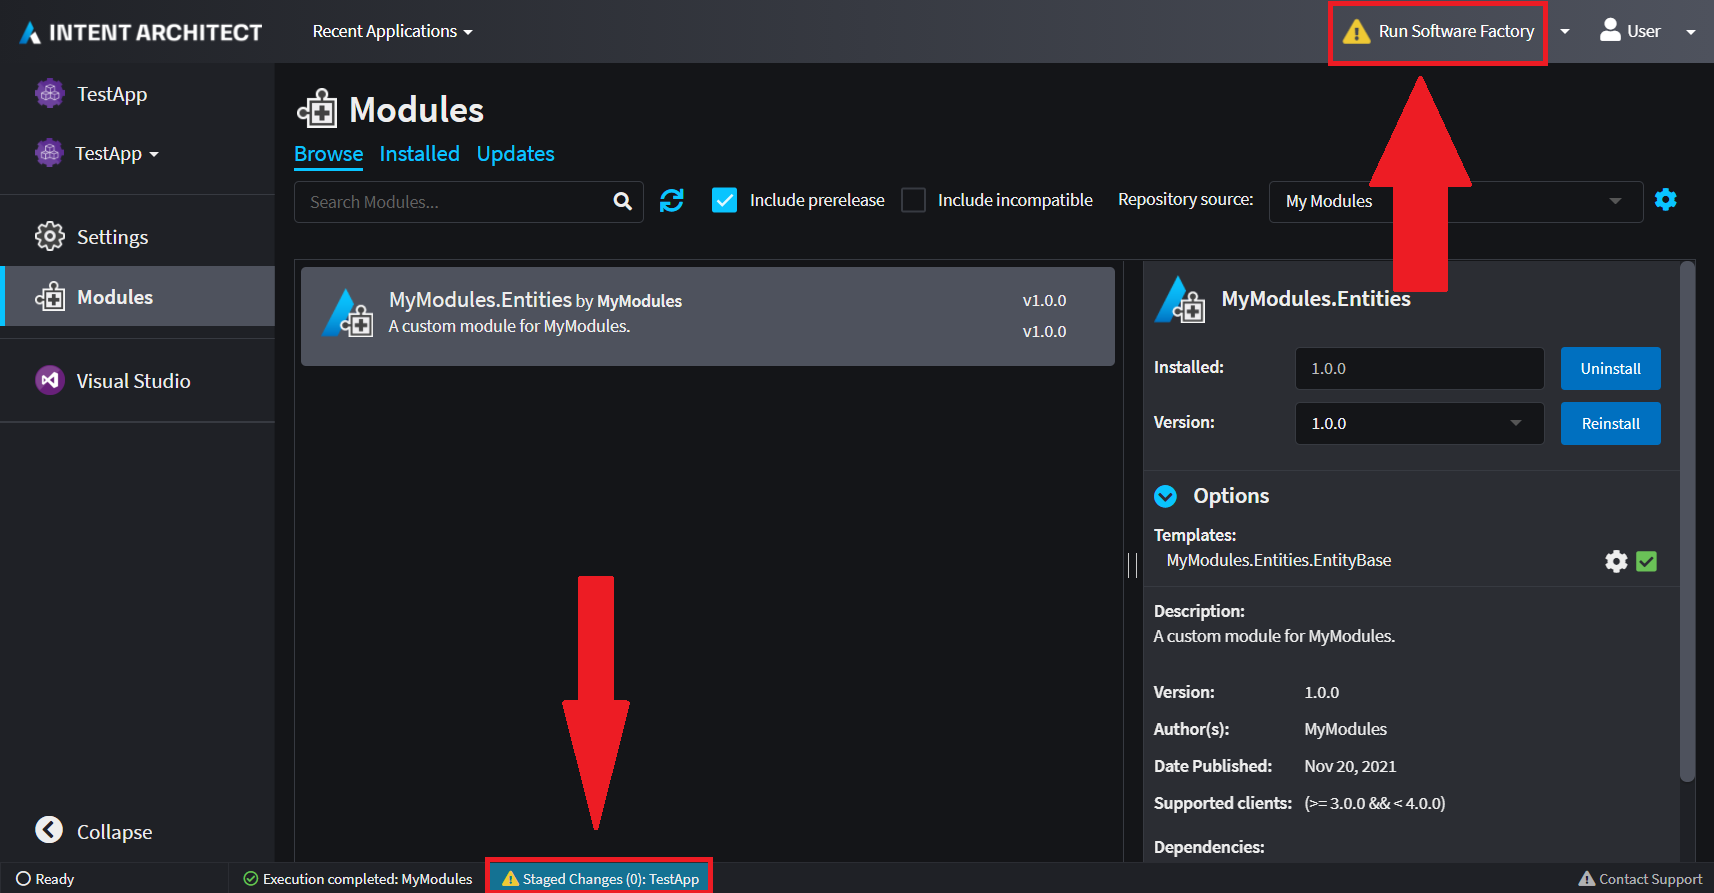 INTENT ARCHITECT
Recent Applications
Run Software Factory
User
TestApp
TestApp
Settings
Modules
Visual Studio
Collapse
Modules
Browse Installed Updates
Search Modules...
Include prerelease
Include incompatible
Repository source:
My Modules
MyModules.Entities by MyModules
v1.0.0
A custom module for MyModules.
v1.0.0
MyModules.Entities
Installed:
1.0.0
Uninstall
Version:
1.0.0
Reinstall
Options
Templates:
MyModules.Entities.EntityBase
Description:
A custom module for MyModules.
Version: 1.0.0
Author(s): MyModules
Date Published: Nov 20, 2021
Supported clients: (>= 3.0.0 && < 4.0.0)
Dependencies:
Ready
Execution completed: MyModules
Staged Changes (0): TestApp
Contact Support